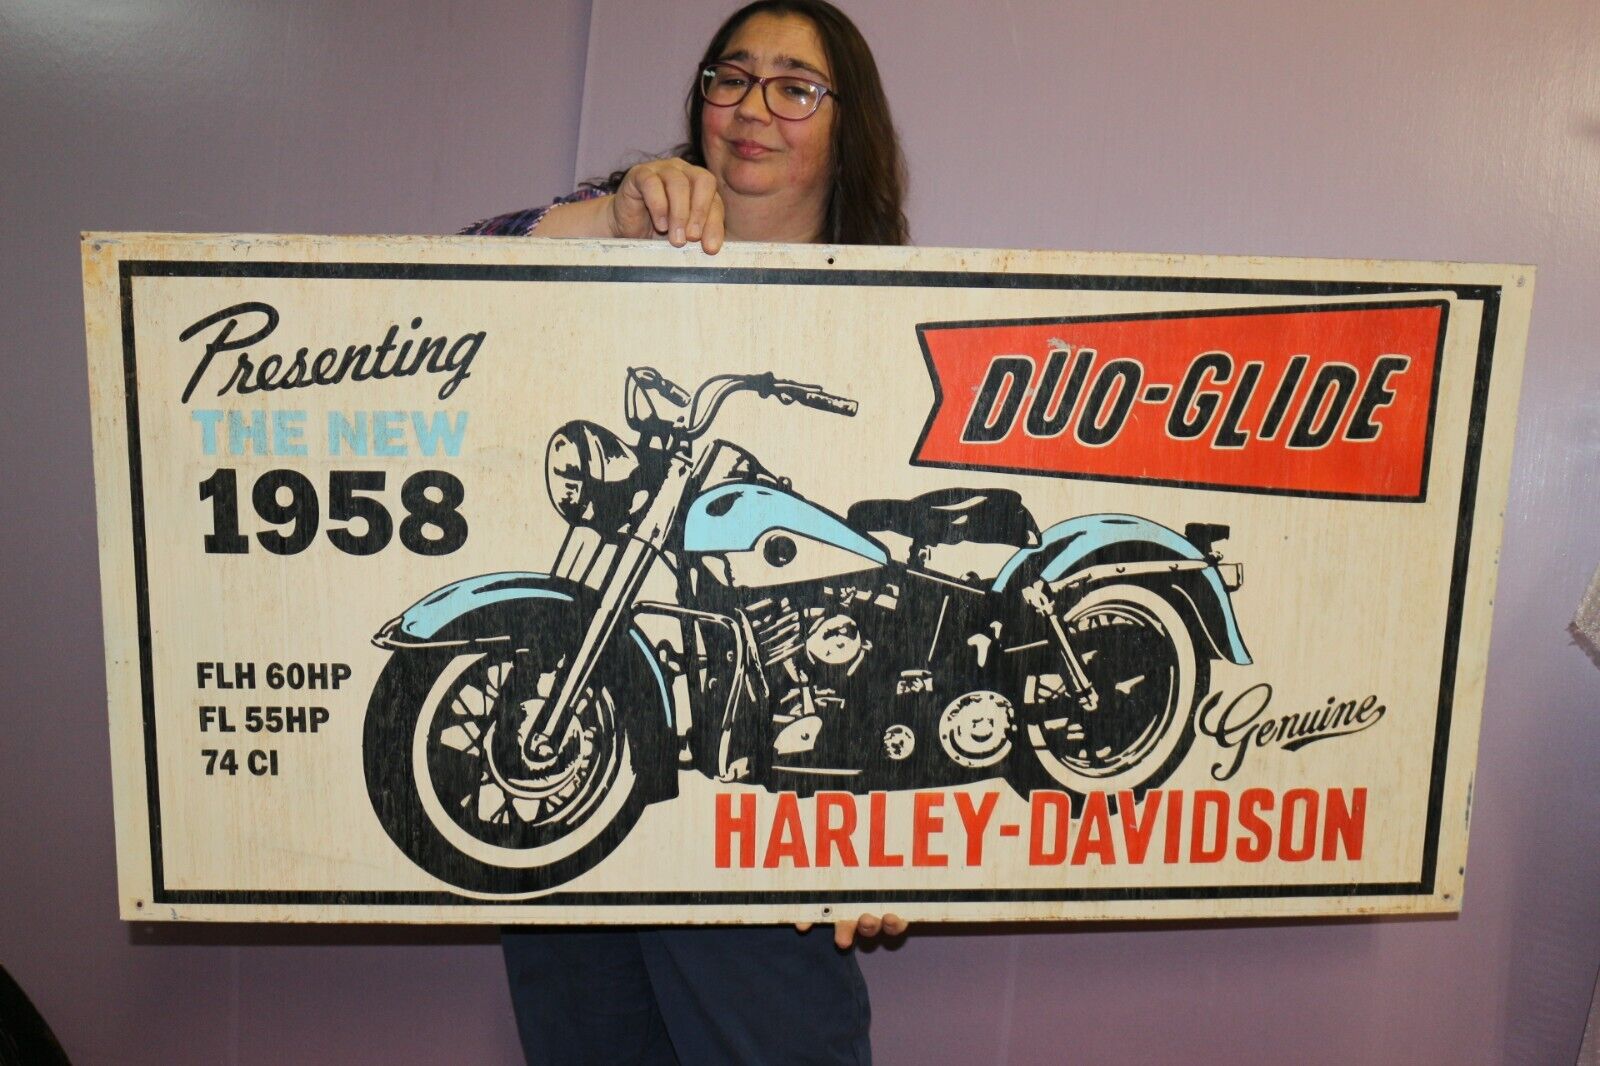 Presenting
THE NEW
1958
DUO-GLIDE
FLH 60HP
FL 55HP
74 CI
Genuine
HARLEY-DAVIDSON